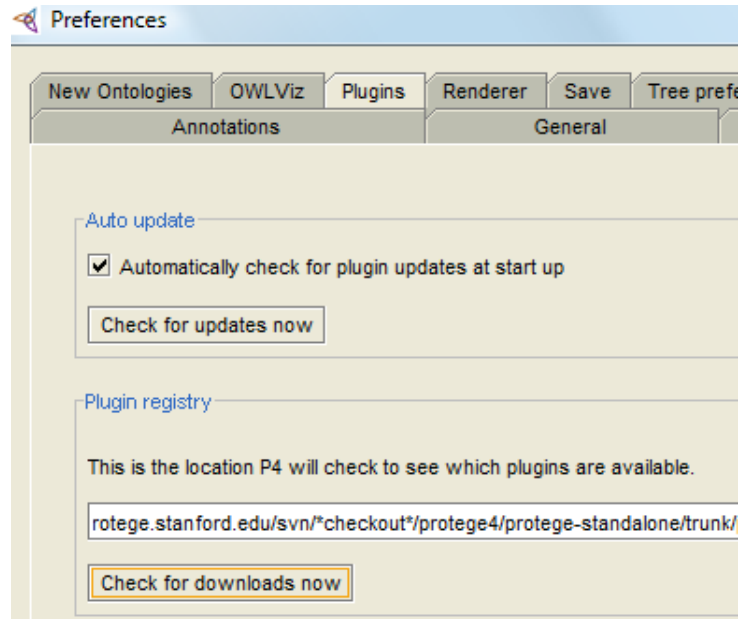 Preferences
New Ontologies OWLViz Plugins Renderer Save Tree prefe
Annotations General
Auto update
Automatically check for plugin updates at start up
Check for updates now
Plugin registry
This is the location P4 will check to see which plugins are available.
rotege.stanford.edu/svn/*checkout*/protege4/protege-standalone/trunk/
Check for downloads now